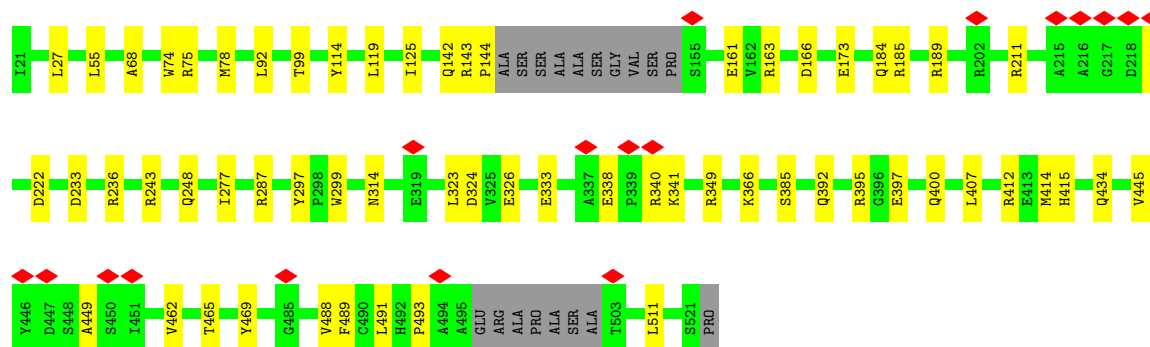 I21 L27 L55 A68 W74 R75 M78 L92 T99 Y114 L119 I125 Q142 R143 P144 ALA SER SER ALA ALA SER GLY VAL SER PRO S155 E161 V162 R163 D166 E173 Q184 R185 R189 R202 R211 A215 A216 G217 D218
D222 D233 R236 R243 Q248 I277 R287 Y297 P298 W299 N314 E319 L323 D324 V325 E326 E333 A337 E338 P339 R340 K341 R349 K366 S385 Q392 R395 G396 E397 Q400 L407 R412 E413 M414 H415 Q434 V445
Y446 D447 S448 A449 S450 I451 V462 T465 Y469 G485 V488 F489 C490 L491 H492 P493 A494 A495 GLU ARG ALA PRO ALA SER ALA T503 L511 S521 PRO